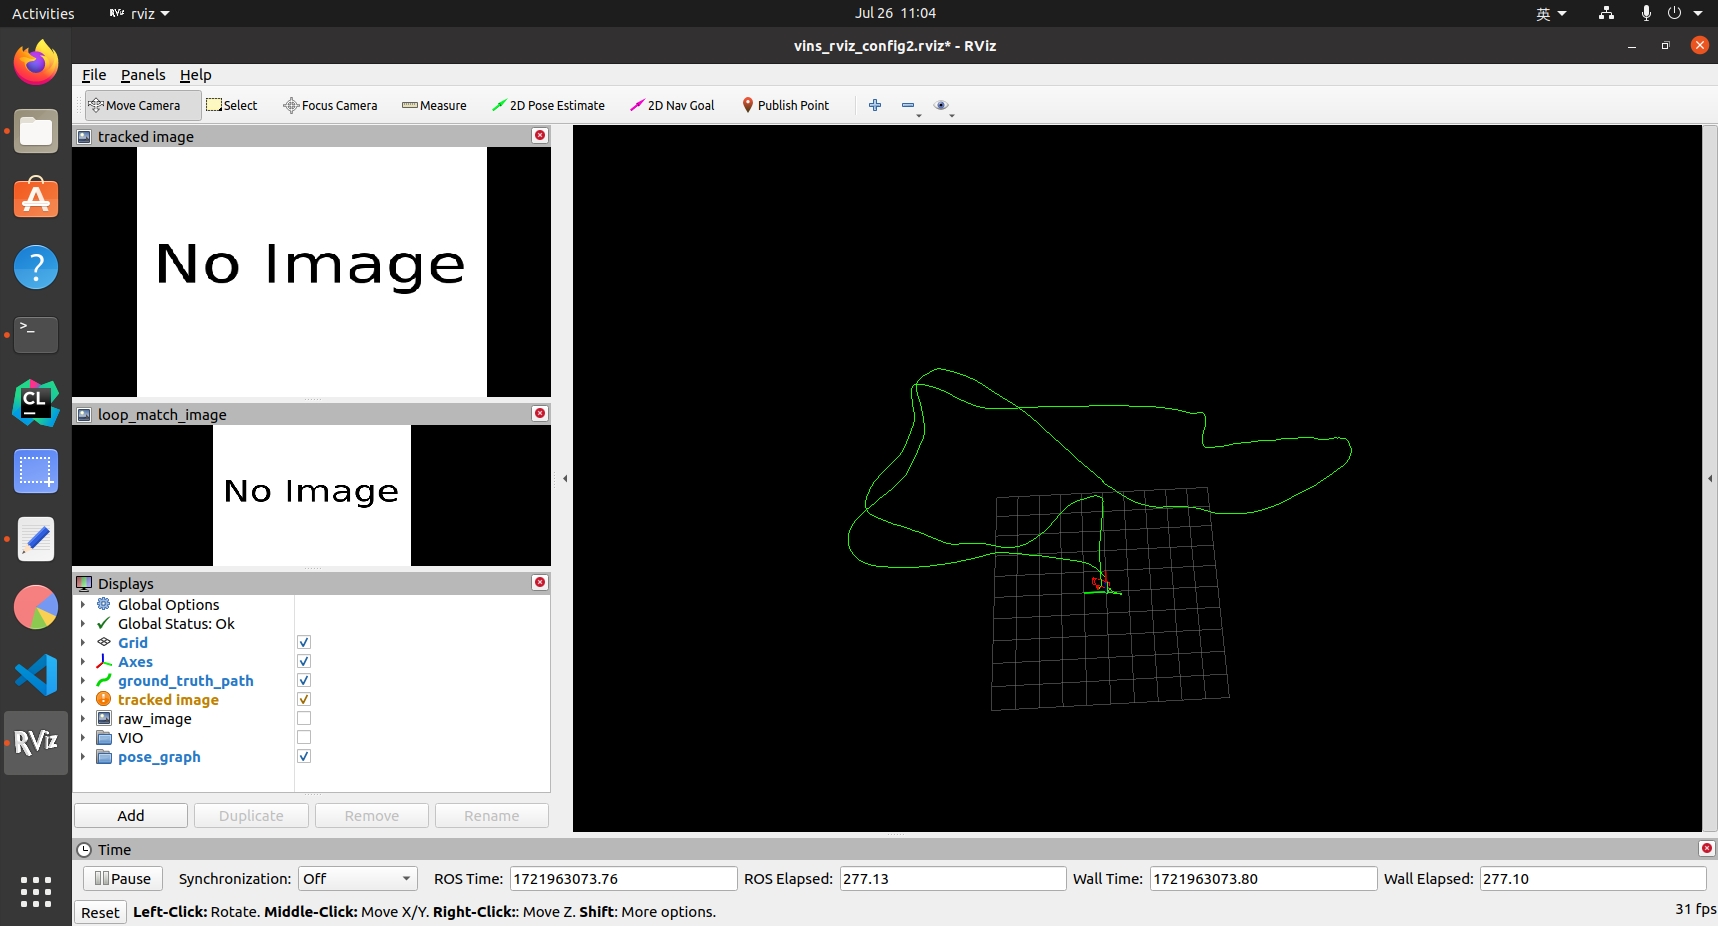 Activities
RViz rviz
Jul 26 11:04
英
vins_rviz_config2.rviz* - RViz
File Panels Help
Move Camera Select Focus Camera Measure 2D Pose Estimate 2D Nav Goal Publish Point
tracked image
No Image
loop_match_image
No Image
Displays
Global Options
Global Status: Ok
Grid
Axes
ground_truth_path
tracked image
raw_image
VIO
pose_graph
Add Duplicate Remove Rename
Time
Pause Synchronization: Off ROS Time: 1721963073.76 ROS Elapsed: 277.13 Wall Time: 1721963073.80 Wall Elapsed: 277.10
Reset Left-Click: Rotate. Middle-Click: Move X/Y. Right-Click:: Move Z. Shift: More options. 31 fps
A
?
>_
CL
RViz